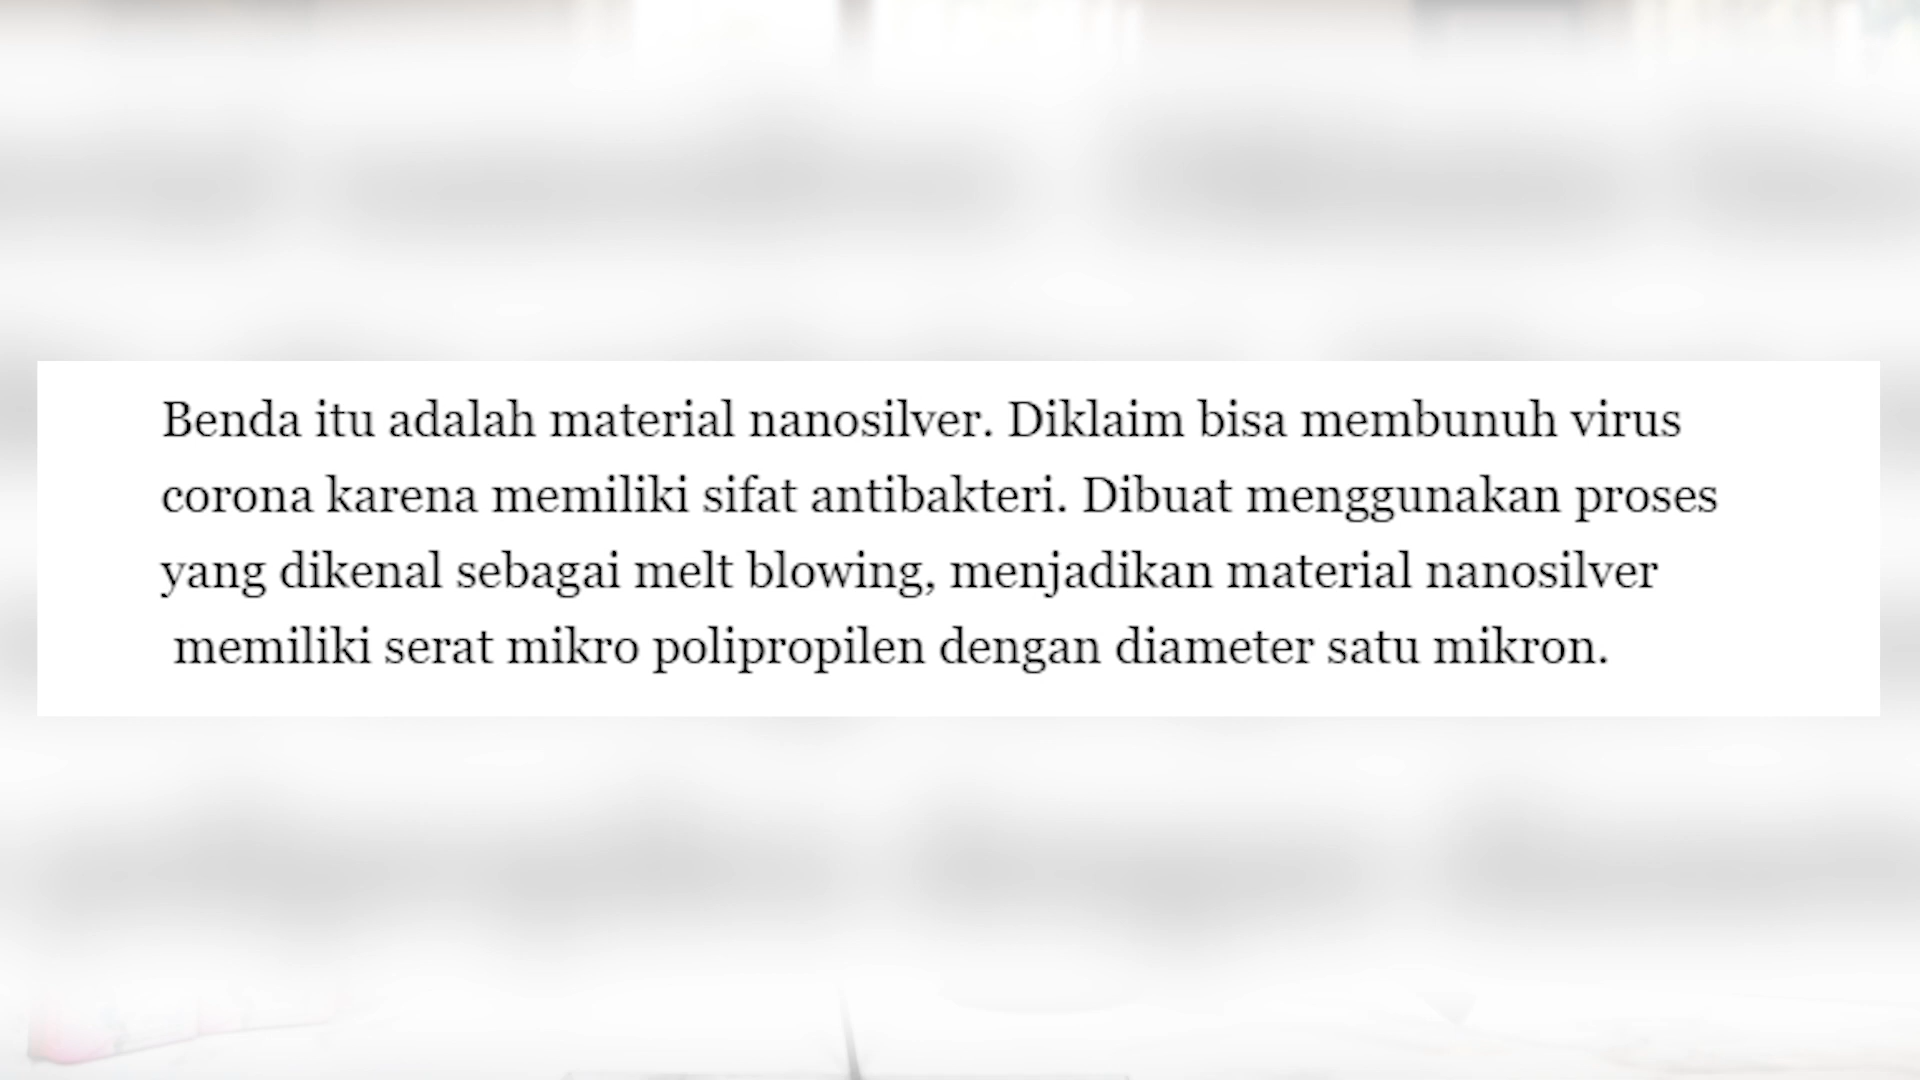 Benda itu adalah material nanosilver. Diklaim bisa membunuh virus
corona karena memiliki sifat antibakteri. Dibuat menggunakan proses
yang dikenal sebagai melt blowing, menjadikan material nanosilver
memiliki serat mikro polipropilen dengan diameter satu mikron.